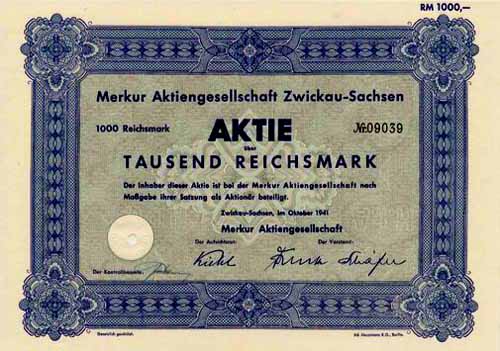 RM 1000,—
Merkur Aktiengesellschaft Zwickau-Sachsen
1000 Reichsmark AKTIE № 09039
über
TAUSEND REICHSMARK
Der Inhaber dieser Aktie ist bei der Merkur Aktiengesellschaft nach
Maßgabe ihrer Satzung als Aktionär beteiligt.
Zwickau-Sachsen, im Oktober 1941
Merkur Aktiengesellschaft
Der Aufsichtsrat: Der Vorstand:
Der Kontrollbeamte:
Gesetzlich geschützt.